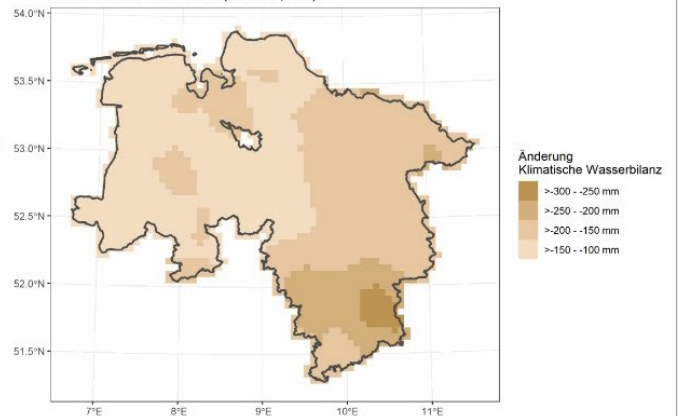 54.0°N
53.5°N
53.0°N
52.5°N
52.0°N
51.5°N
7°E 8°E 9°E 10°E 11°E
Änderung
Klimatische Wasserbilanz
>-300 - -250 mm
>-250 - -200 mm
>-200 - -150 mm
>-150 - -100 mm